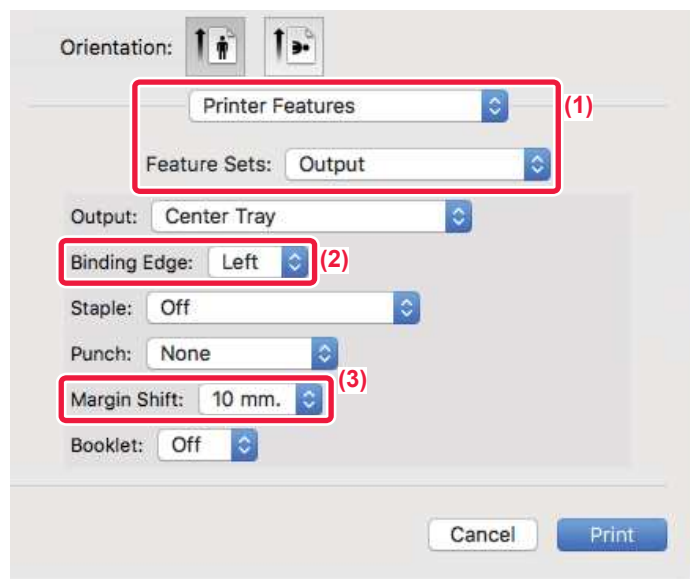 Orientation:
Printer Features (1)
Feature Sets: Output
Output: Center Tray
Binding Edge: Left (2)
Staple: Off
Punch: None
(3)
Margin Shift: 10 mm.
Booklet: Off
Cancel Print